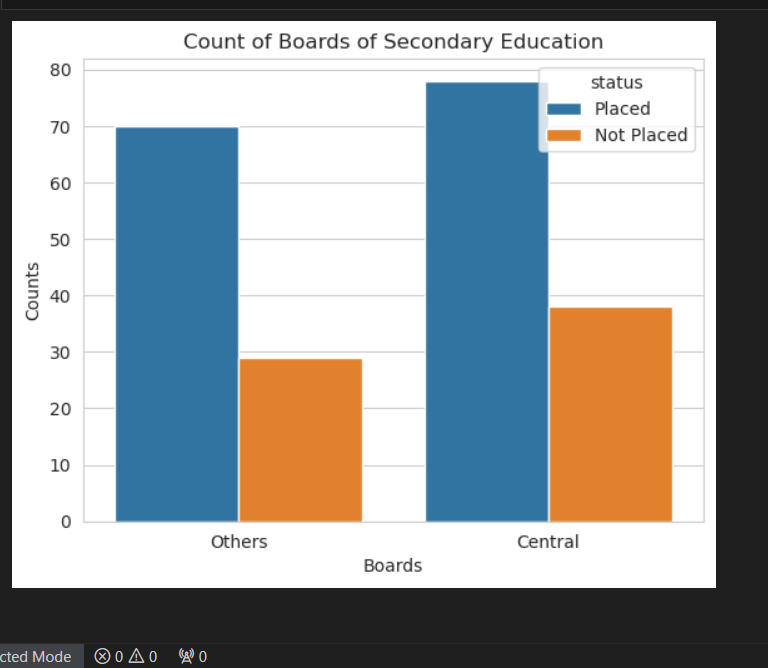 Count of Boards of Secondary Education
status
Placed
Not Placed
80
70
60
50
40
30
20
10
0
Counts
Others Central
Boards
cted Mode 0 0 0